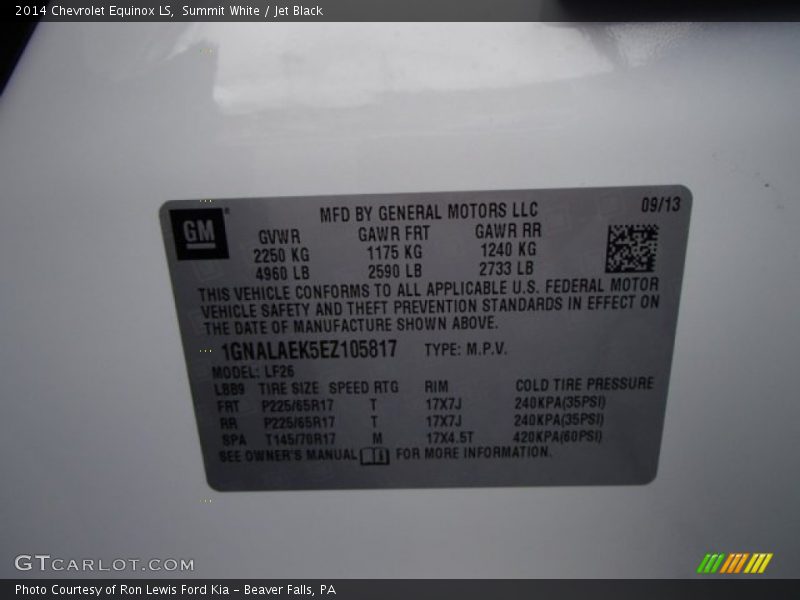 2014 Chevrolet Equinox LS, Summit White / Jet Black
GM
MFD BY GENERAL MOTORS LLC 09/13
GVWR GAWR FRT GAWR RR
2250 KG 1175 KG 1240 KG
4960 LB 2590 LB 2733 LB
THIS VEHICLE CONFORMS TO ALL APPLICABLE U.S. FEDERAL MOTOR
VEHICLE SAFETY AND THEFT PREVENTION STANDARDS IN EFFECT ON
THE DATE OF MANUFACTURE SHOWN ABOVE.
1GNALAEK5EZ105817 TYPE: M.P.V.
MODEL: LF26
LBB9 TIRE SIZE SPEED RTG RIM COLD TIRE PRESSURE
FRT P225/65R17 T 17X7J 240KPA(35PSI)
RR P225/65R17 T 17X7J 240KPA(35PSI)
SPA T145/70R17 M 17X4.5T 420KPA(60PSI)
SEE OWNER'S MANUAL FOR MORE INFORMATION.
GTCARLOT.COM
Photo Courtesy of Ron Lewis Ford Kia – Beaver Falls, PA